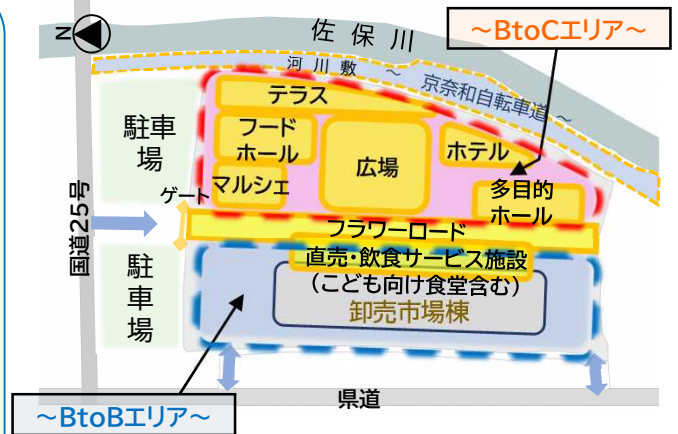 N
佐保川
～BtoCエリア～
河川敷 ～ 京奈和自転車道 ～
テラス
駐車
場
フード
ホール
広場
ホテル
マルシェ
多目的
ホール
ゲート
国道25号
フラワーロード
直売・飲食サービス施設
(こども向け食堂含む)
卸売市場棟
駐
車
場
県道
～BtoBエリア～